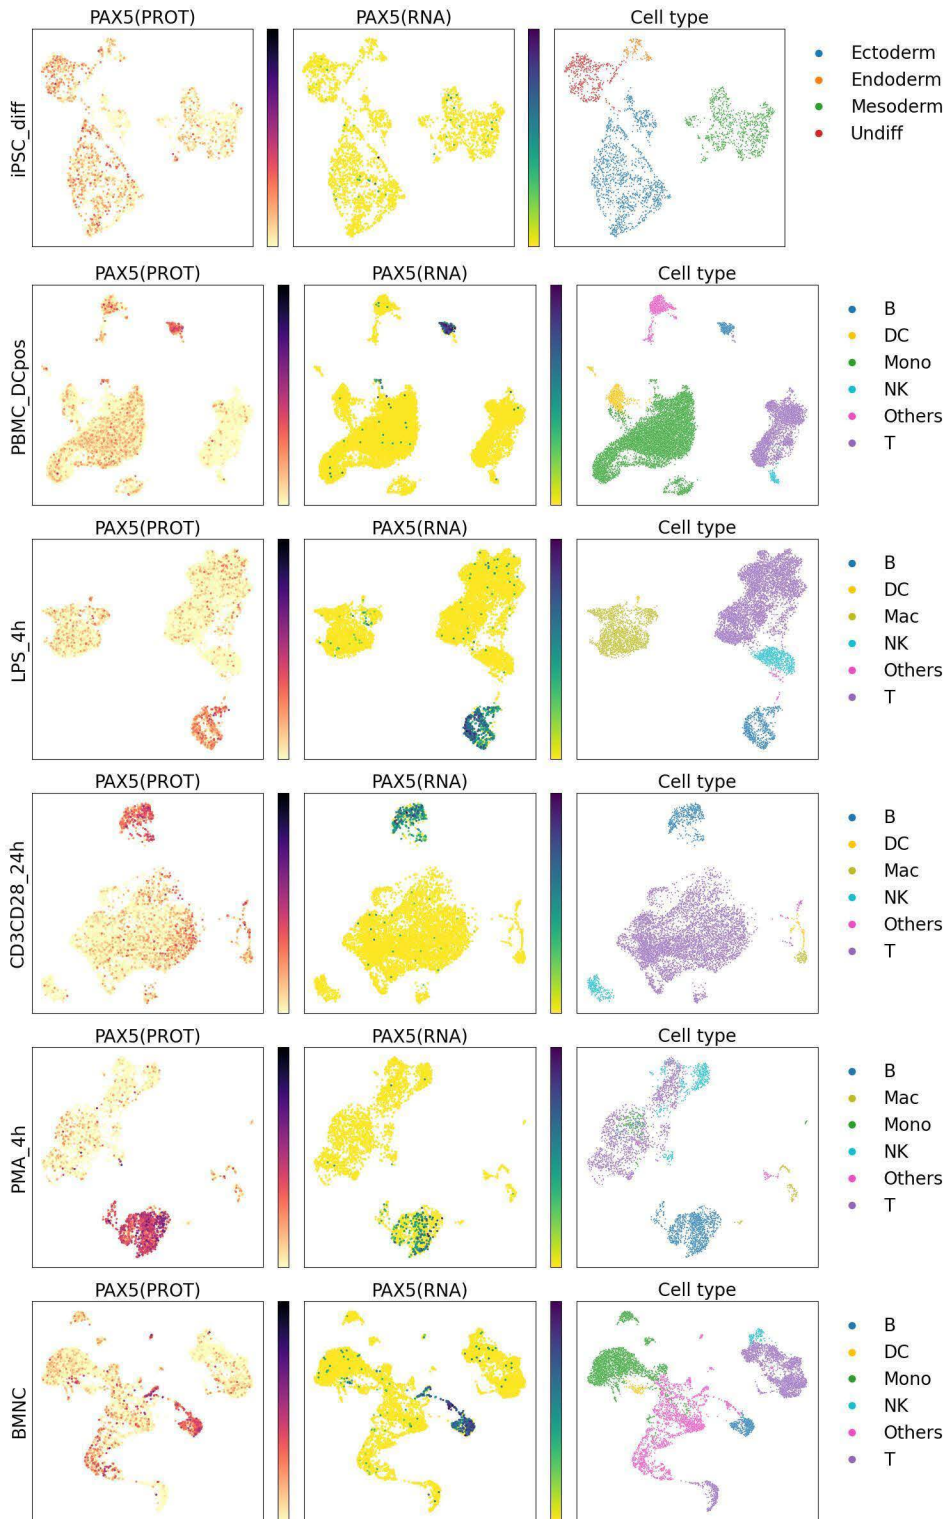 PAX5(PROT) PAX5(RNA) Cell type
iPSC_diff
Ectoderm
Endoderm
Mesoderm
Undiff
PAX5(PROT) PAX5(RNA) Cell type
PBMC_DCpos
B
DC
Mono
NK
Others
T
PAX5(PROT) PAX5(RNA) Cell type
LPS_4h
B
DC
Mac
NK
Others
T
PAX5(PROT) PAX5(RNA) Cell type
CD3CD28_24h
B
DC
Mac
NK
Others
T
PAX5(PROT) PAX5(RNA) Cell type
PMA_4h
B
Mac
Mono
NK
Others
T
PAX5(PROT) PAX5(RNA) Cell type
BMNC
B
DC
Mono
NK
Others
T